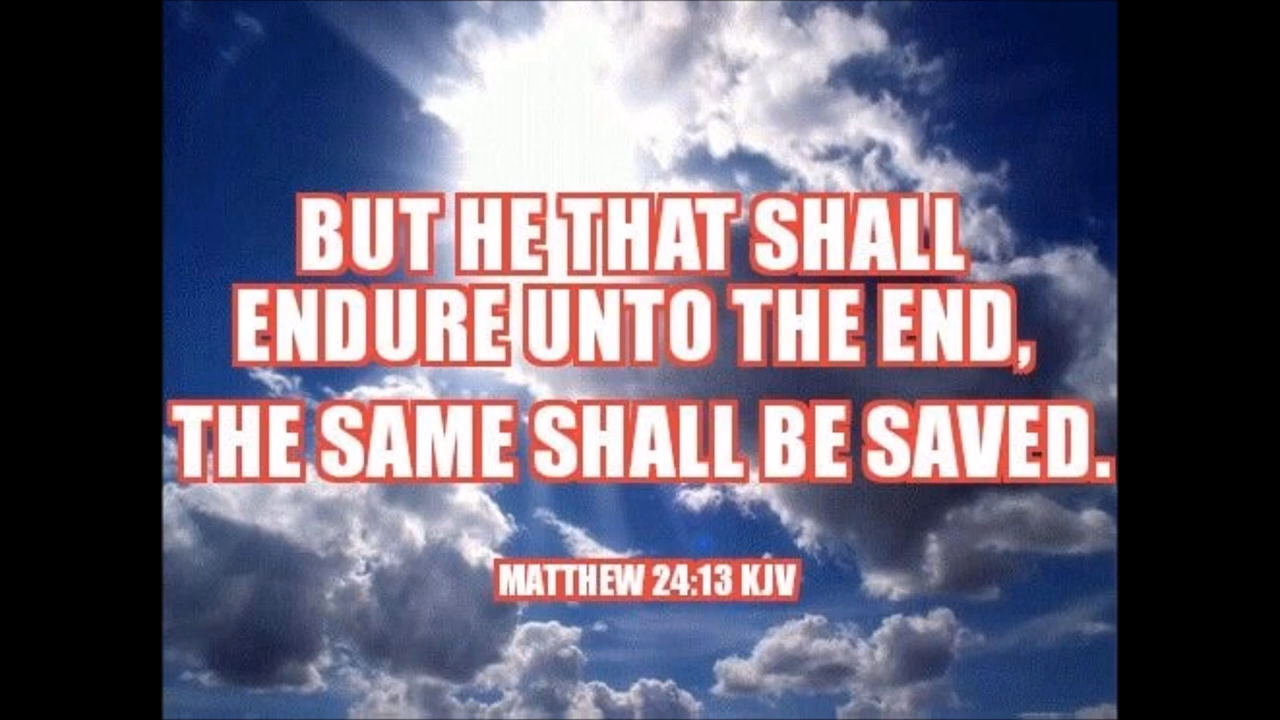 BUT HE THAT SHALL
ENDURE UNTO THE END,
THE SAME SHALL BE SAVED.
MATTHEW 24:13 KJV